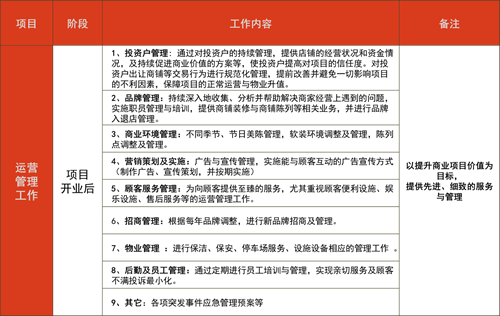 项目 阶段 工作内容 备注
1、投资户管理：通过对投资户的持续管理，提供店铺的经营状况和资金情
况，及持续促进商业价值的方案等，使投资户提高对项目的信任度。对投
资户出让商铺等交易行为进行规范化管理，提前改善并避免一切影响项目
的不利因素，保障项目的正常运营与物业升值。
2、品牌管理：持续深入地收集、分析并帮助解决商家经营上遇到的问题，
实施职员管理与培训，提供商铺装修与商铺陈列等相关业务，并进行品牌
入退店管理。
3、商业环境管理：不同季节、节日美陈管理，软装环境调整及管理，陈列
点调整及管理。
运营
管理
工作
项目
开业后
4、营销策划及实施：广告与宣传管理，实施能与顾客互动的广告宣传方式
（制作广告、宣传策划，并按期实施）
以提升商业项目价值为
目标，
提供先进、细致的服务
与管理
5、顾客服务管理：为向顾客提供至臻的服务，尤其重视顾客便利设施、娱
乐设施、售后服务等的运营管理工作。
6、招商管理：根据每年品牌调整，进行新品牌招商及管理。
7、物业管理 ：进行保洁、保安、停车场服务、设施设备相应的管理工作 。
8、后勤及员工管理：通过定期进行员工培训与管理，实现亲切服务及顾客
不满投诉最小化。
9、其它：各项突发事件应急管理预案等